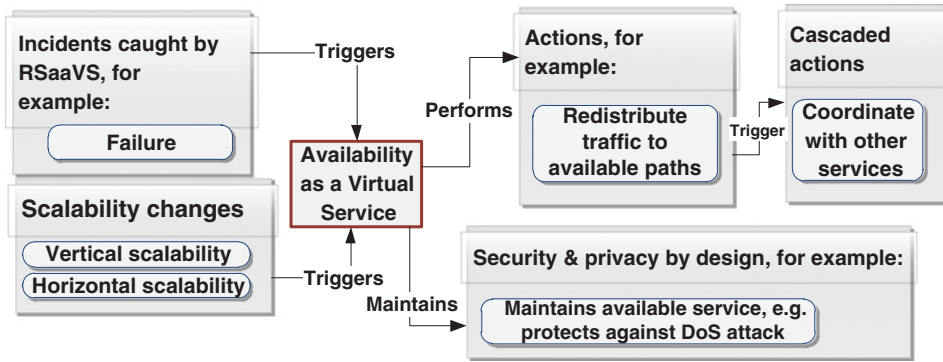 Incidents caught by
RSaaVS, for
example:
Failure
Triggers
Scalability changes
Vertical scalability
Horizontal scalability
Triggers
Availability
as a Virtual
Service
Performs
Actions, for
example:
Redistribute
traffic to
available paths
Trigger
Cascaded
actions
Coordinate
with other
services
Maintains
Security & privacy by design, for example:
Maintains available service, e.g.
protects against DoS attack